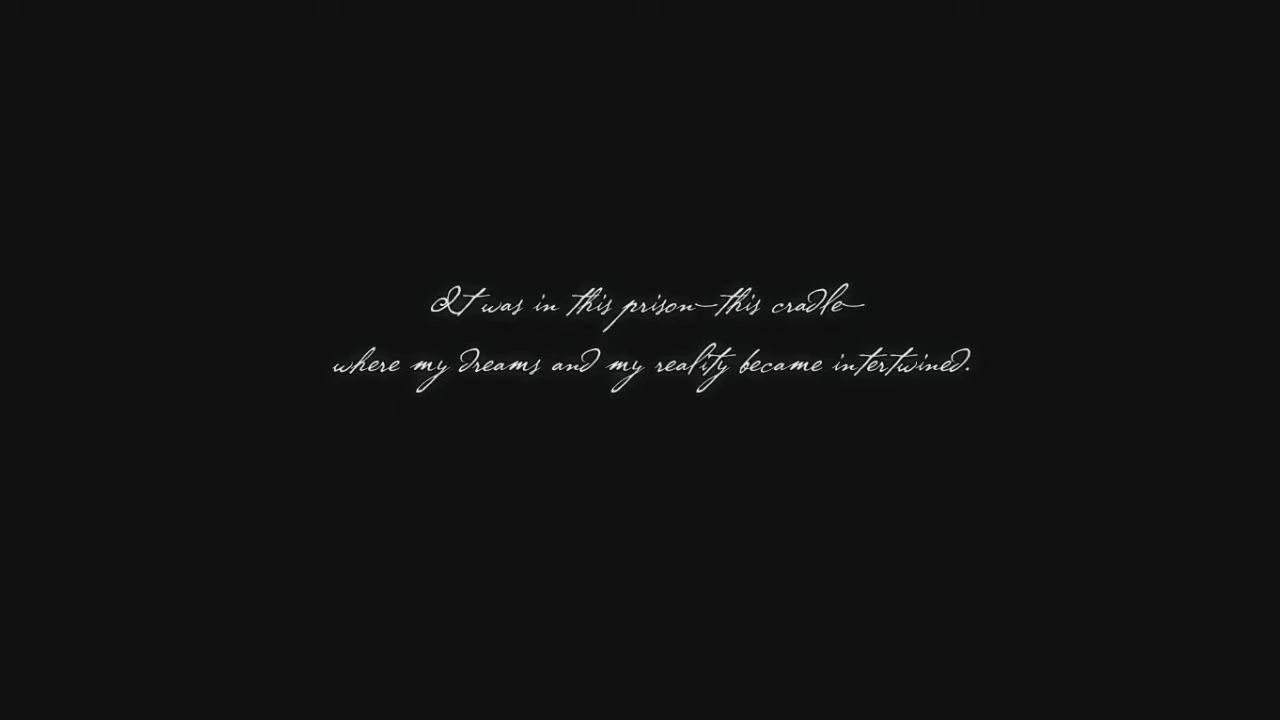 It was in this prison—this cradle—
where my dreams and my reality became intertwined.